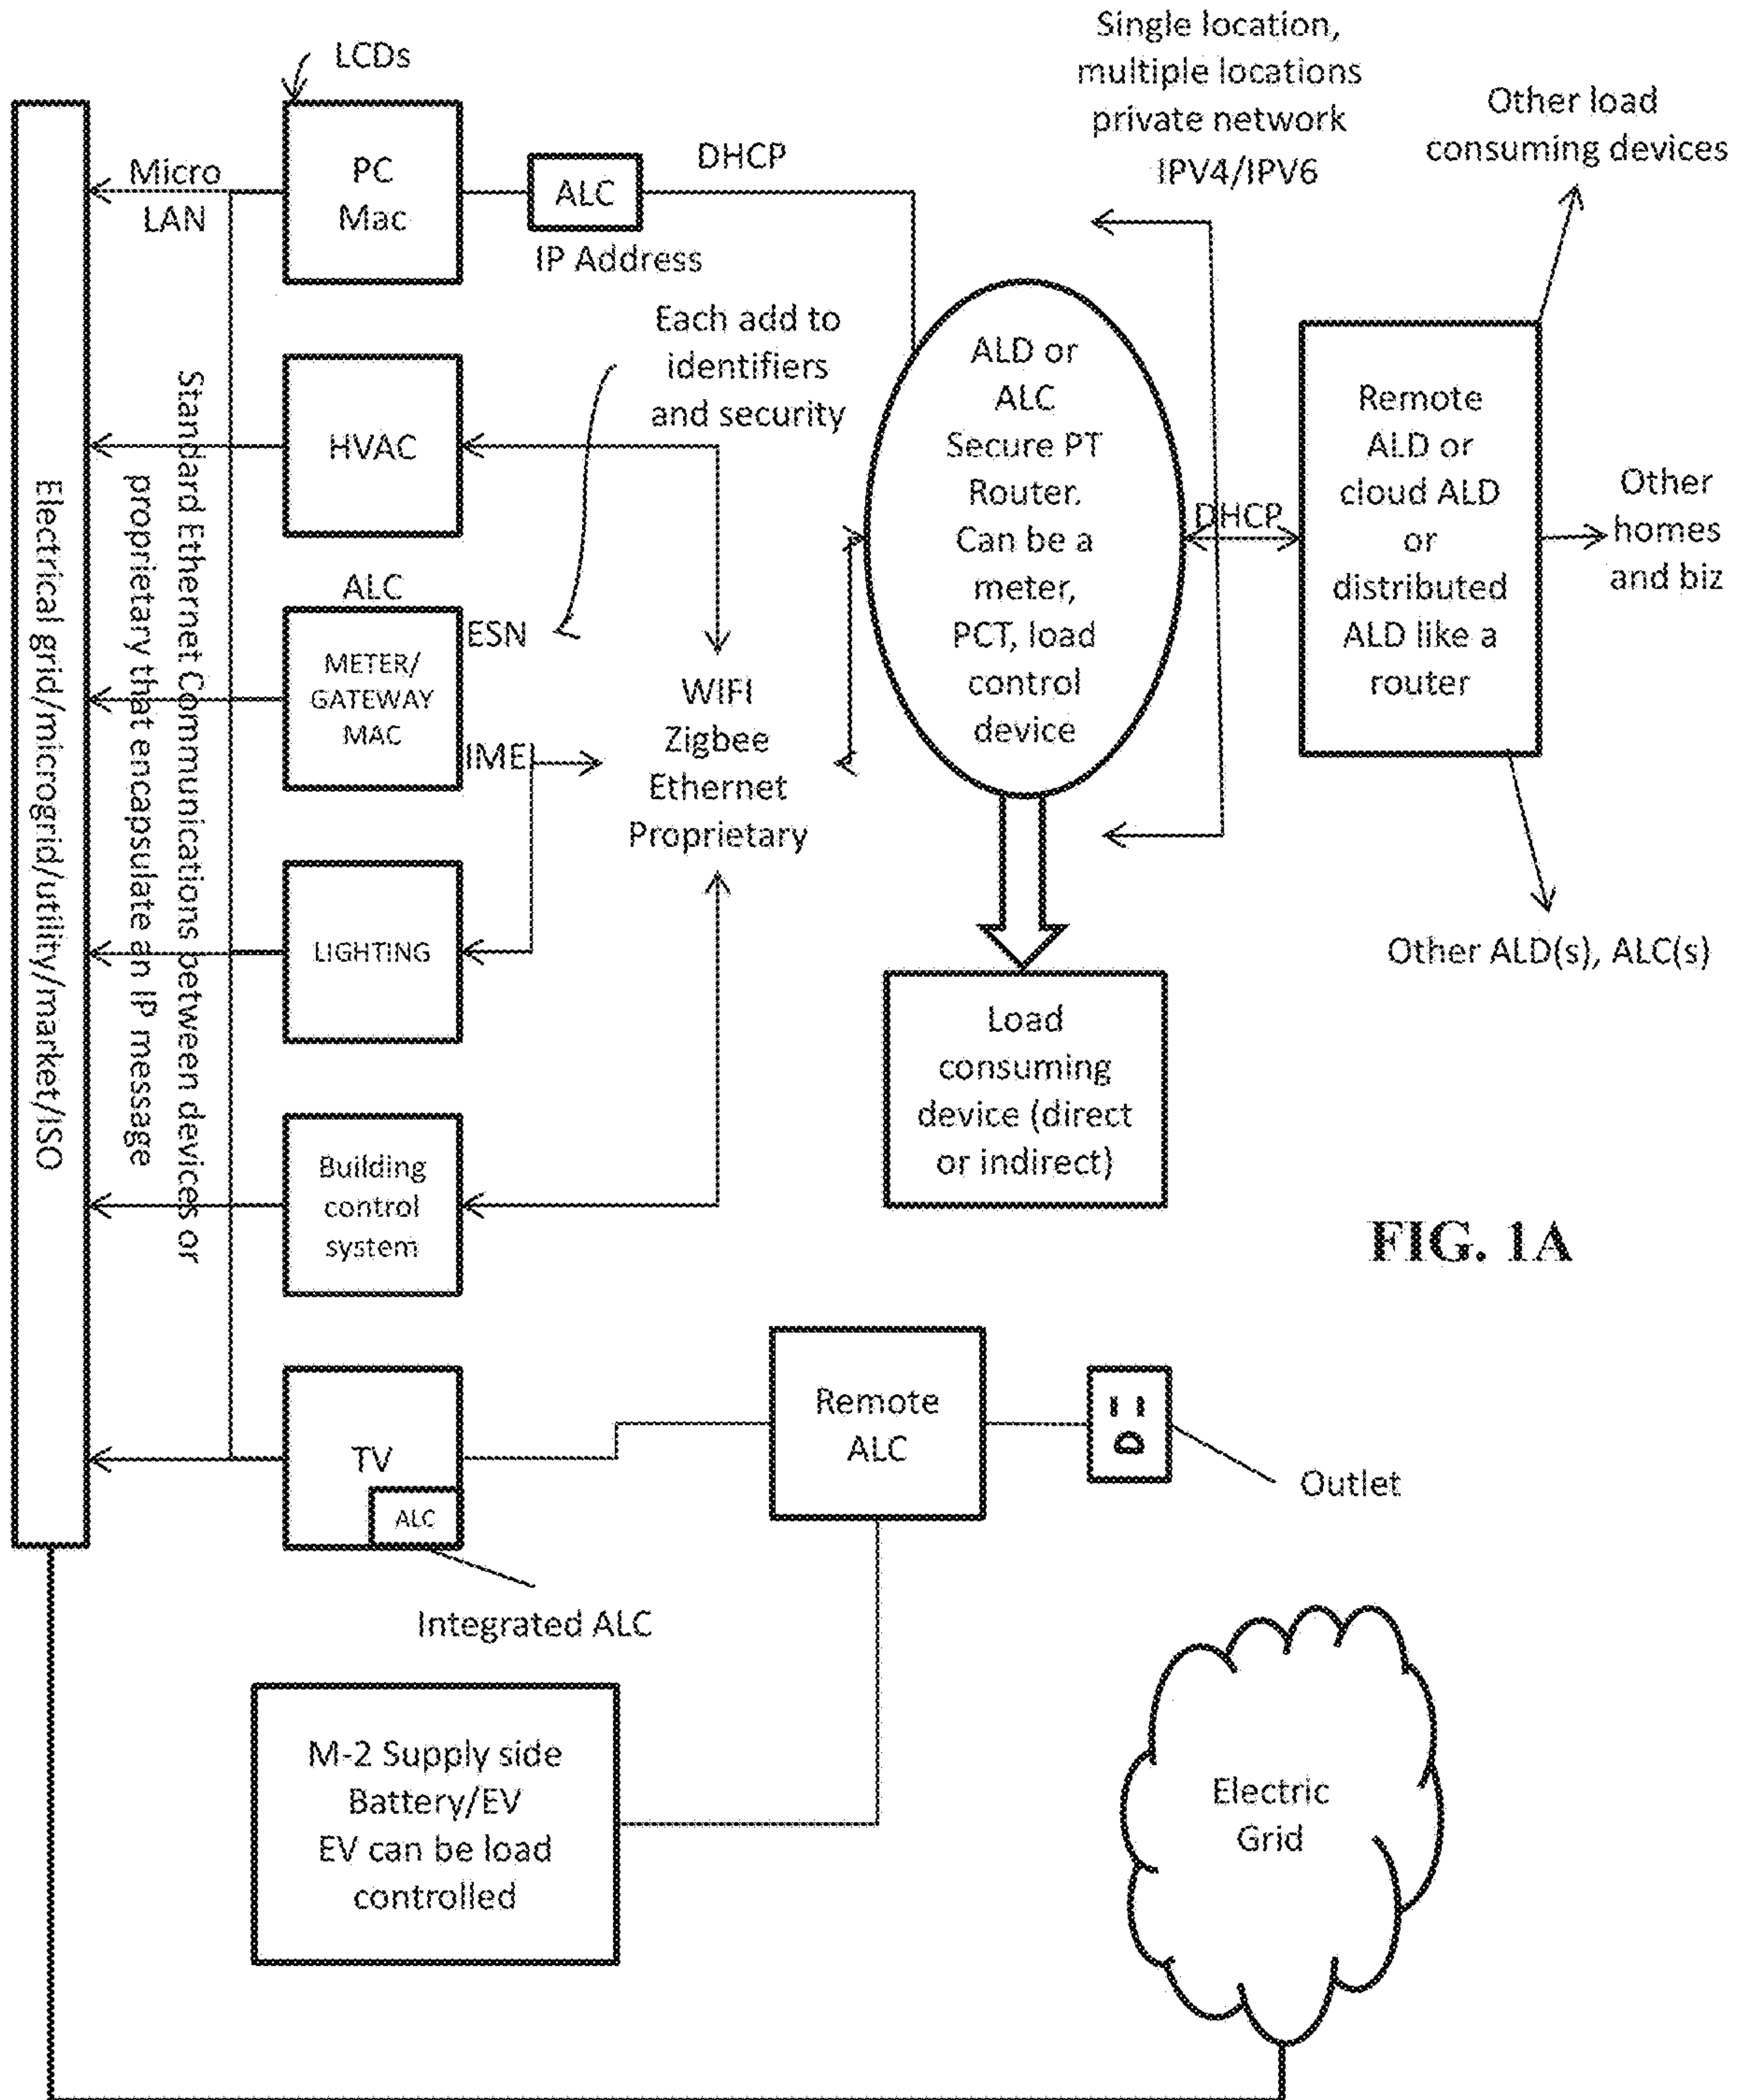 LCDs
Single location,
multiple locations
private network
IPV4/IPV6
Other load
consuming devices
Micro
LAN
PC
Mac
ALC
DHCP
IP Address
Each add to
identifiers
and security
HVAC
ALD or
ALC
Secure PT
Router.
Can be a
meter,
PCT, load
control
device
DHCP
Remote
ALD or
cloud ALD
or
distributed
ALD like a
router
Other
homes
and biz
Electrical grid/microgrid/utility/market/ISO
Standard Ethernet Communications between devices or
proprietary that encapsulate an IP message
ALC
METER/
GATEWAY
MAC
ESN
IMEI
WIFI
Zigbee
Ethernet
Proprietary
LIGHTING
Other ALD(s), ALC(s)
Load
consuming
device (direct
or indirect)
Building
control
system
FIG. 1A
TV
ALC
Remote
ALC
Outlet
Integrated ALC
M-2 Supply side
Battery/EV
EV can be load
controlled
Electric
Grid